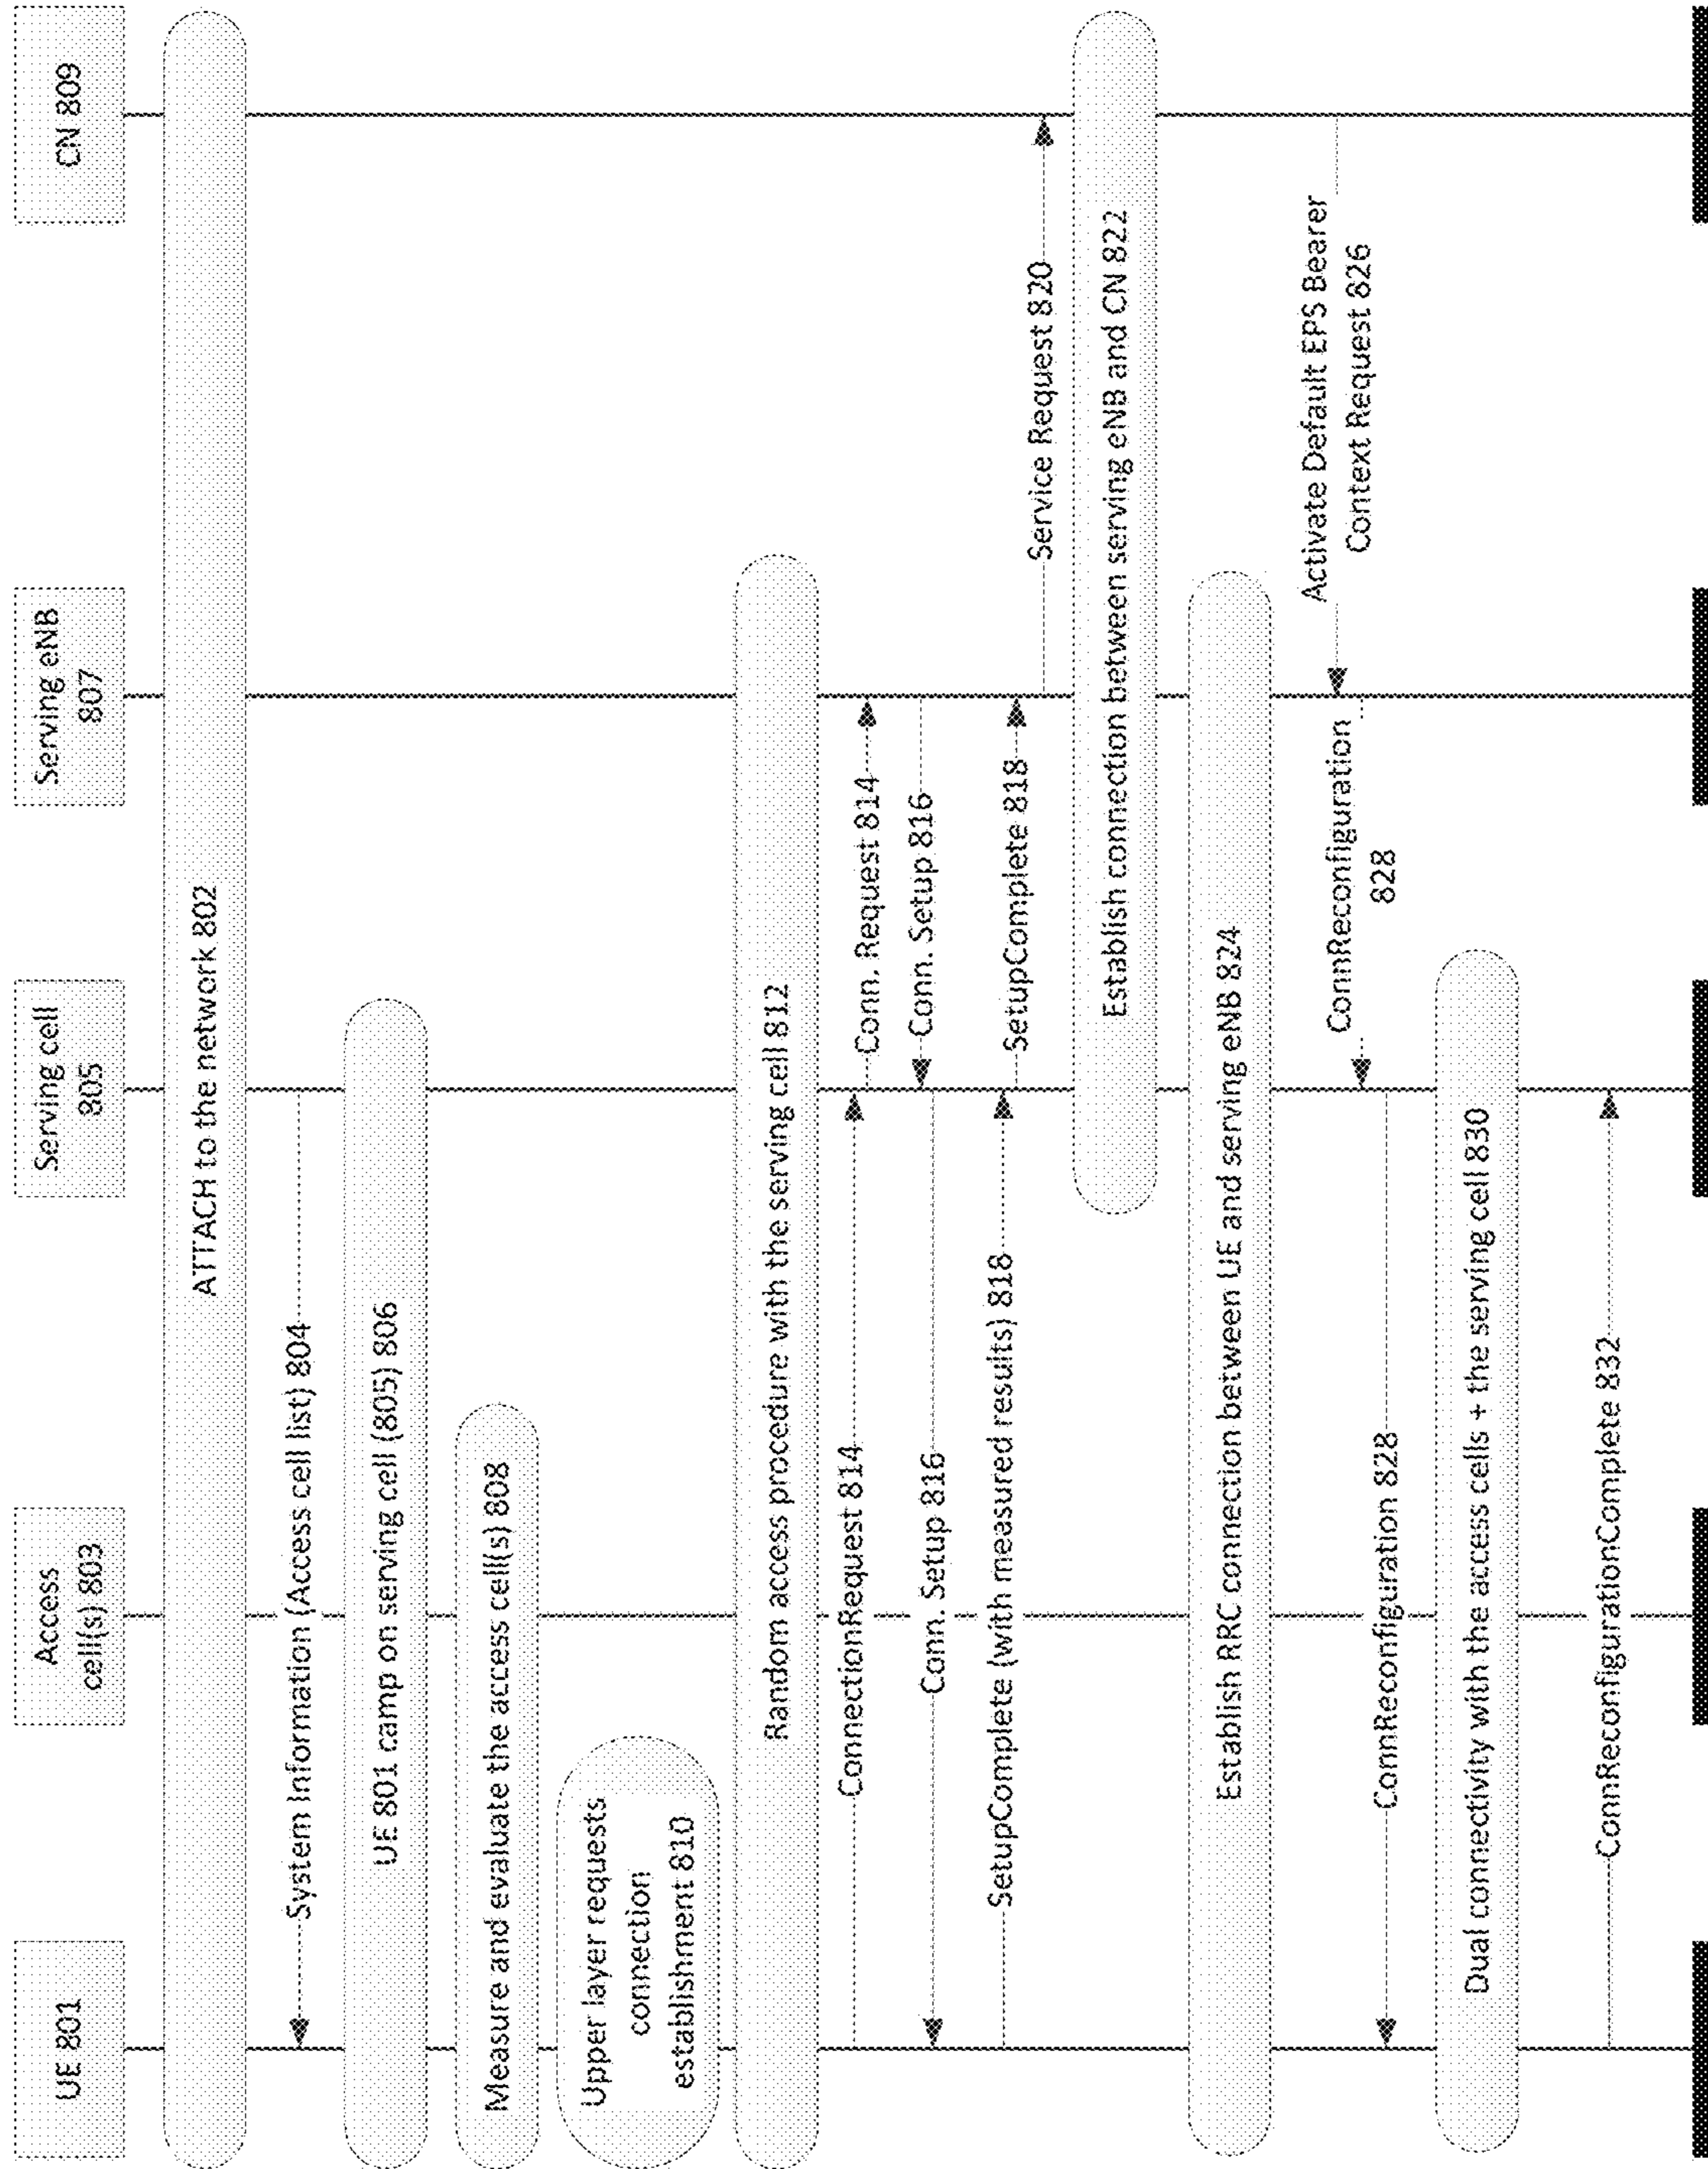 UE 801
Access
cell(s) 803
Serving cell
805
Serving eNB
807
CN 809
ATTACH to the network 802
System Information (Access cell list) 804
UE 801 camp on serving cell (805) 806
Measure and evaluate the access cell(s) 808
Upper layer requests
connection
establishment 810
Random access procedure with the serving cell 812
ConnectionRequest 814
Conn. Request 814
Conn. Setup 816
Conn. Setup 816
SetupComplete (with measured results) 818
SetupComplete 818
Service Request 820
Establish connection between serving eNB and CN 822
Establish RRC connection between UE and serving eNB 824
Activate Default EPS Bearer
Context Request 826
ConnReconfiguration
828
ConnReconfiguration 828
Dual connectivity with the access cells + the serving cell 830
ConnReconfigurationComplete 832